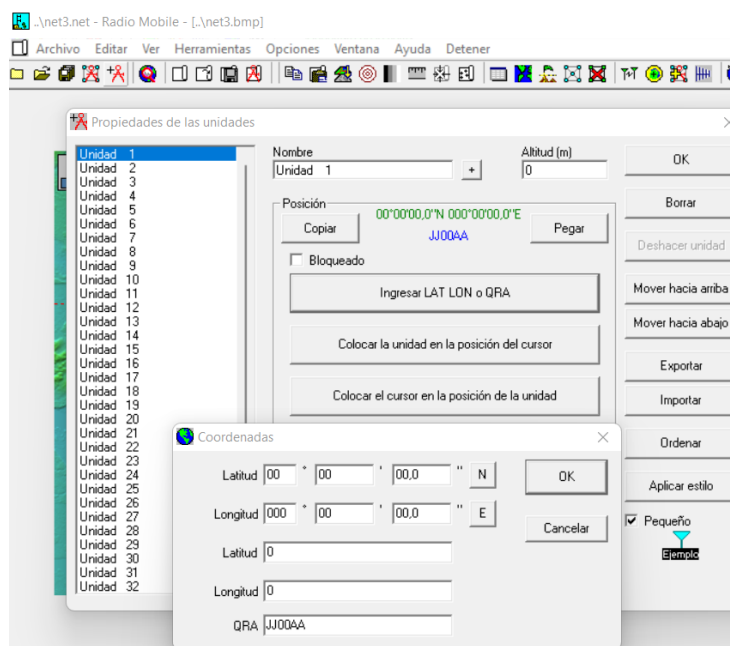 ..\net3.net - Radio Mobile - [..\net3.bmp]
Archivo Editar Ver Herramientas Opciones Ventana Ayuda Detener
Propiedades de las unidades
Unidad 1
Unidad 2
Unidad 3
Unidad 4
Unidad 5
Unidad 6
Unidad 7
Unidad 8
Unidad 9
Unidad 10
Unidad 11
Unidad 12
Unidad 13
Unidad 14
Unidad 15
Unidad 16
Unidad 17
Unidad 18
Unidad 19
Unidad 20
Unidad 21
Unidad 22
Unidad 23
Unidad 24
Unidad 25
Unidad 26
Unidad 27
Unidad 28
Unidad 29
Unidad 30
Unidad 31
Unidad 32
Nombre
Unidad 1
+
Altitud (m)
0
Posición
Copiar
00°00'00,0"N 000°00'00,0"E
JJ00AA
Pegar
Bloqueado
Ingresar LAT LON o QRA
Colocar la unidad en la posición del cursor
Colocar el cursor en la posición de la unidad
OK
Borrar
Deshacer unidad
Mover hacia arriba
Mover hacia abajo
Exportar
Importar
Ordenar
Aplicar estilo
Pequeño
Ejemplo
Coordenadas
Latitud 00 ° 00 ' 00,0 " N
Longitud 000 ° 00 ' 00,0 " E
Latitud 0
Longitud 0
QRA JJ00AA
OK
Cancelar